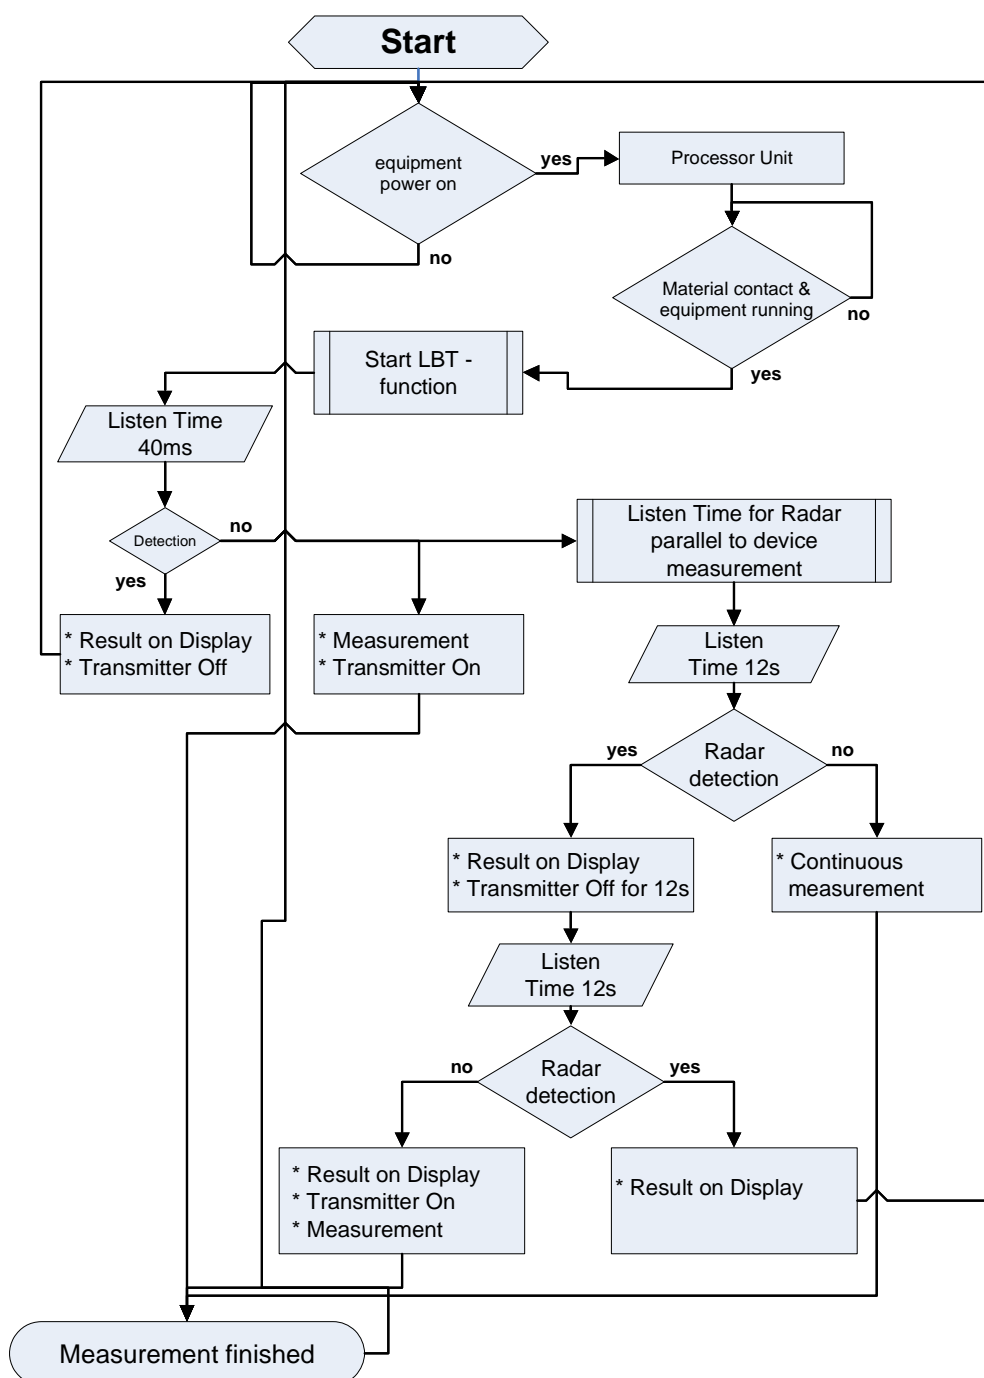 Start
equipment
power on
yes
Processor Unit
no
Material contact &
equipment running
no
yes
Start LBT -
function
Listen Time
40ms
Detection
no
yes
Listen Time for Radar
parallel to device
measurement
* Result on Display
* Transmitter Off
* Measurement
* Transmitter On
Listen
Time 12s
yes
Radar
detection
no
* Result on Display
* Transmitter Off for 12s
* Continuous
measurement
Listen
Time 12s
no
Radar
detection
yes
* Result on Display
* Transmitter On
* Measurement
* Result on Display
Measurement finished